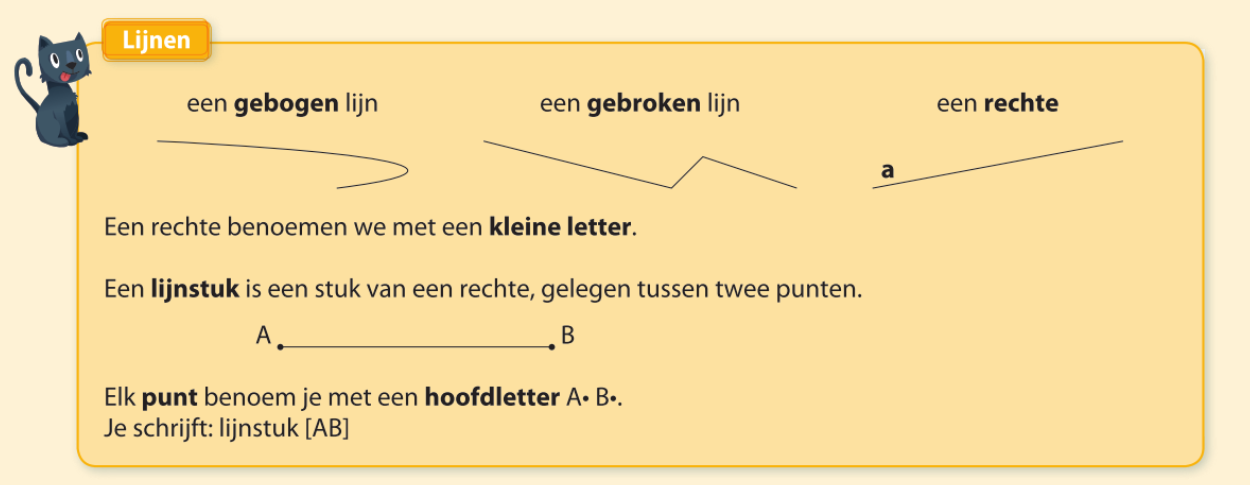 Lijnen
een gebogen lijn een gebroken lijn een rechte
a
Een rechte benoemen we met een kleine letter.
Een lijnstuk is een stuk van een rechte, gelegen tussen twee punten.
A B
Elk punt benoem je met een hoofdletter A• B•.
Je schrijft: lijnstuk [AB]